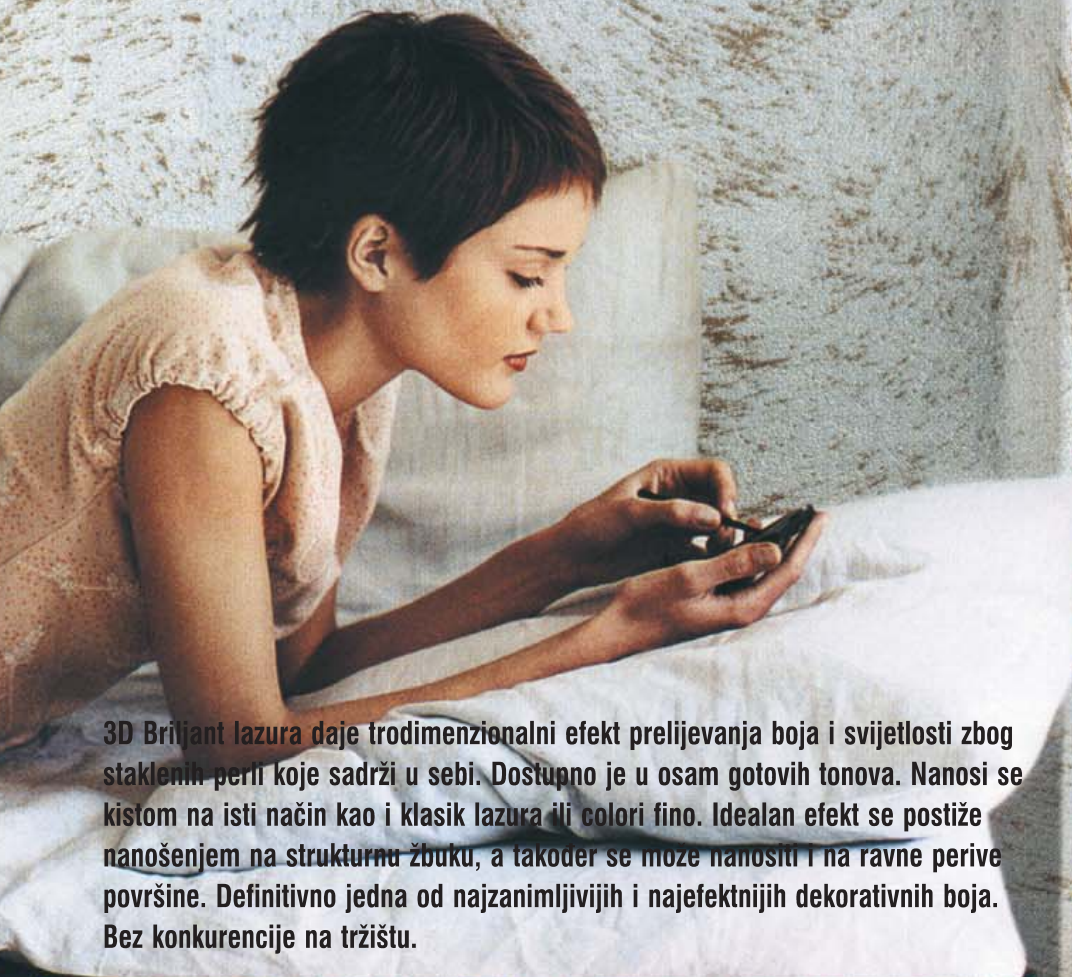 3D Briljant lazura daje trodimenzionalni efekt prelijevanja boja i svijetlosti zbog
staklenih perli koje sadrži u sebi. Dostupno je u osam gotovih tonova. Nanosi se
kistom na isti način kao i klasik lazura ili colori fino. Idealan efekt se postiže
nanošenjem na strukturnu žbuku, a također se može nanositi i na ravne perive
površine. Definitivno jedna od najzanimljivijih i najefektnijih dekorativnih boja.
Bez konkurencije na tržištu.